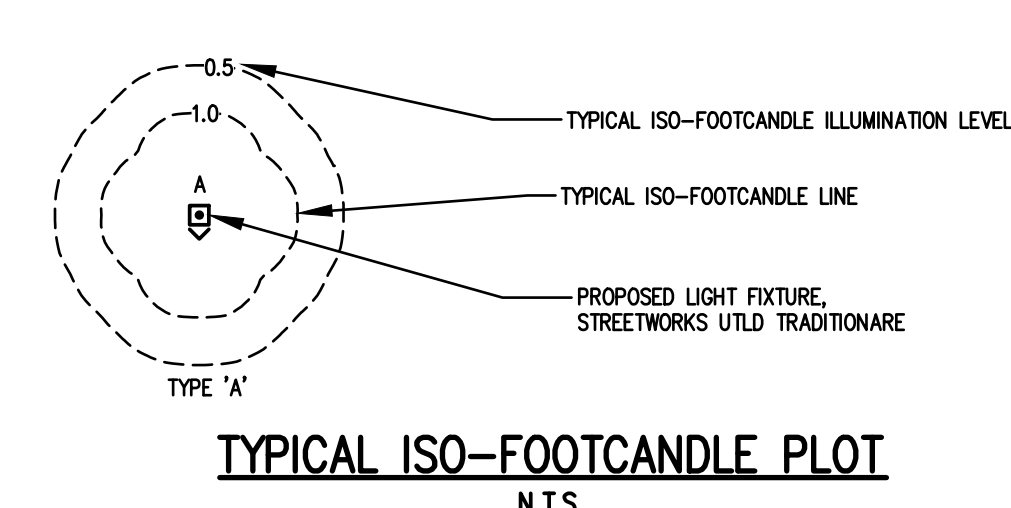 0.5
TYPICAL ISO-FOOTCANDLE ILLUMINATION LEVEL
1.0
A
TYPICAL ISO-FOOTCANDLE LINE
PROPOSED LIGHT FIXTURE,
STREETWORKS UTLD TRADITIONARE
TYPE 'A'
TYPICAL ISO-FOOTCANDLE PLOT
N.T.S.